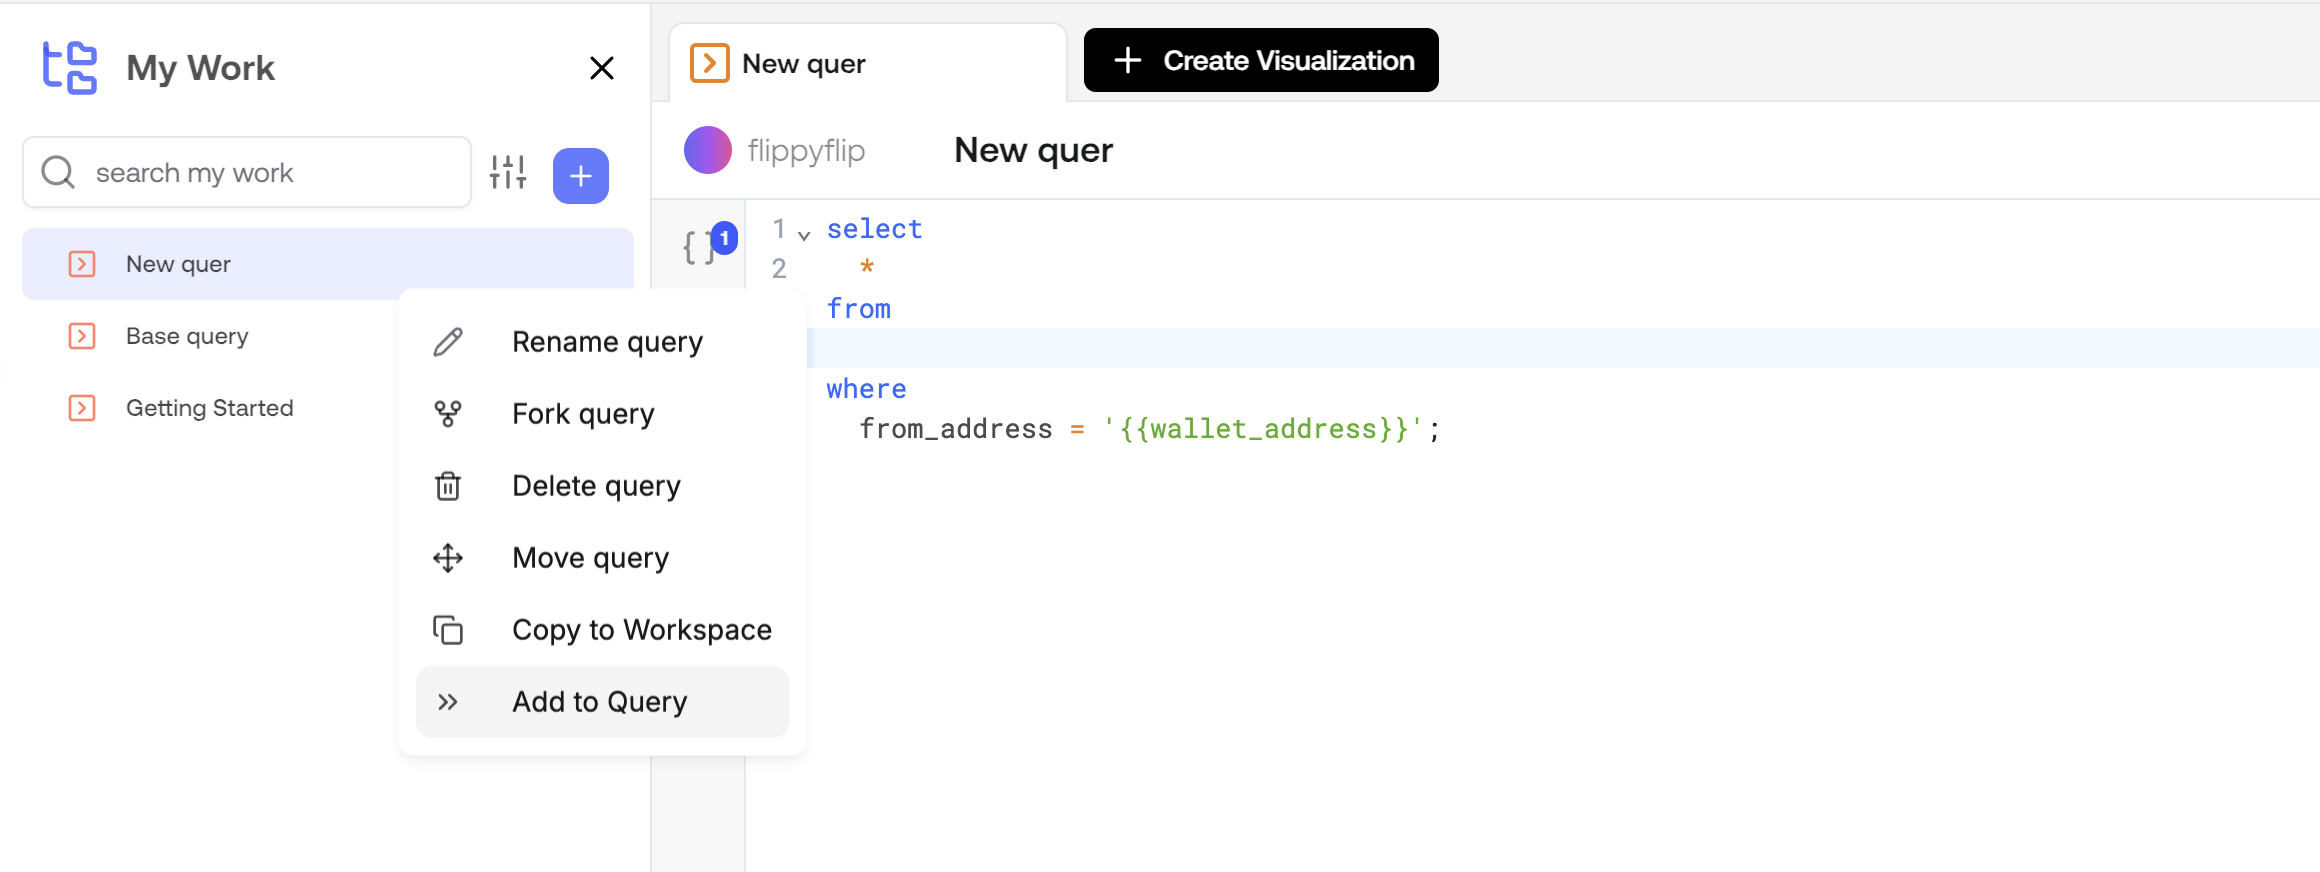 My Work
search my work
New quer
Base query
Getting Started
Rename query
Fork query
Delete query
Move query
Copy to Workspace
Add to Query
New quer
Create Visualization
flippyflip
New quer
{ } 1
1 select
2 *
from
where
from_address = '{{wallet_address}}';